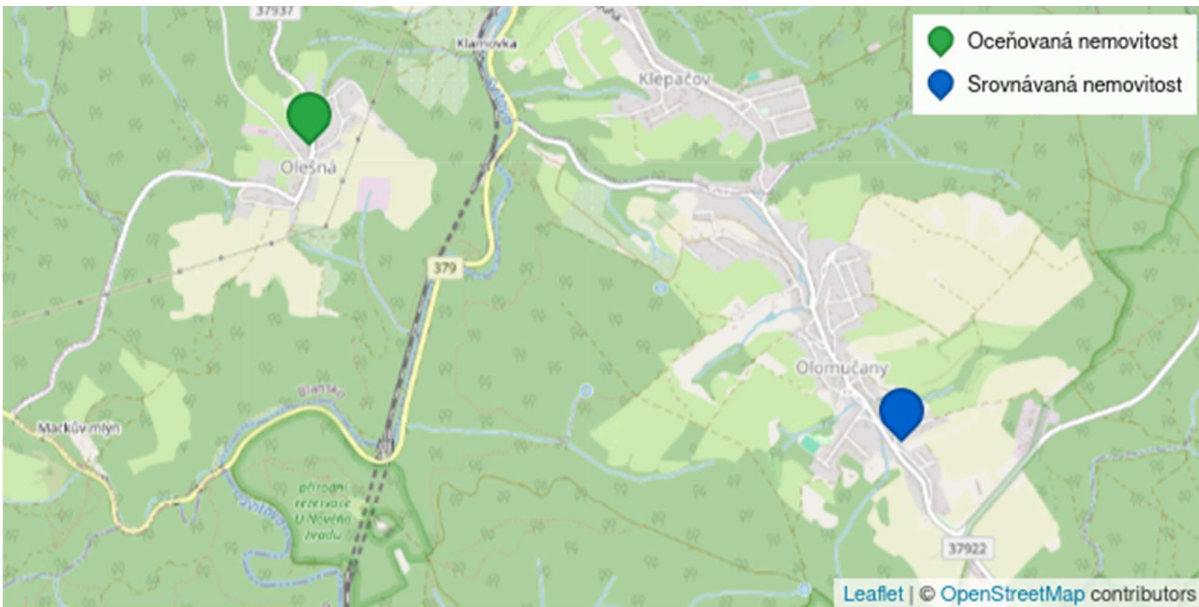 37937
Klamovka
Klepačov
Oceňovaná nemovitost
Srovnávaná nemovitost
Olešná
379
Olomučany
Blansko
Mackův mlýn
přírodní
rezervace
U Nového
hradu
37922
Leaflet | © OpenStreetMap contributors